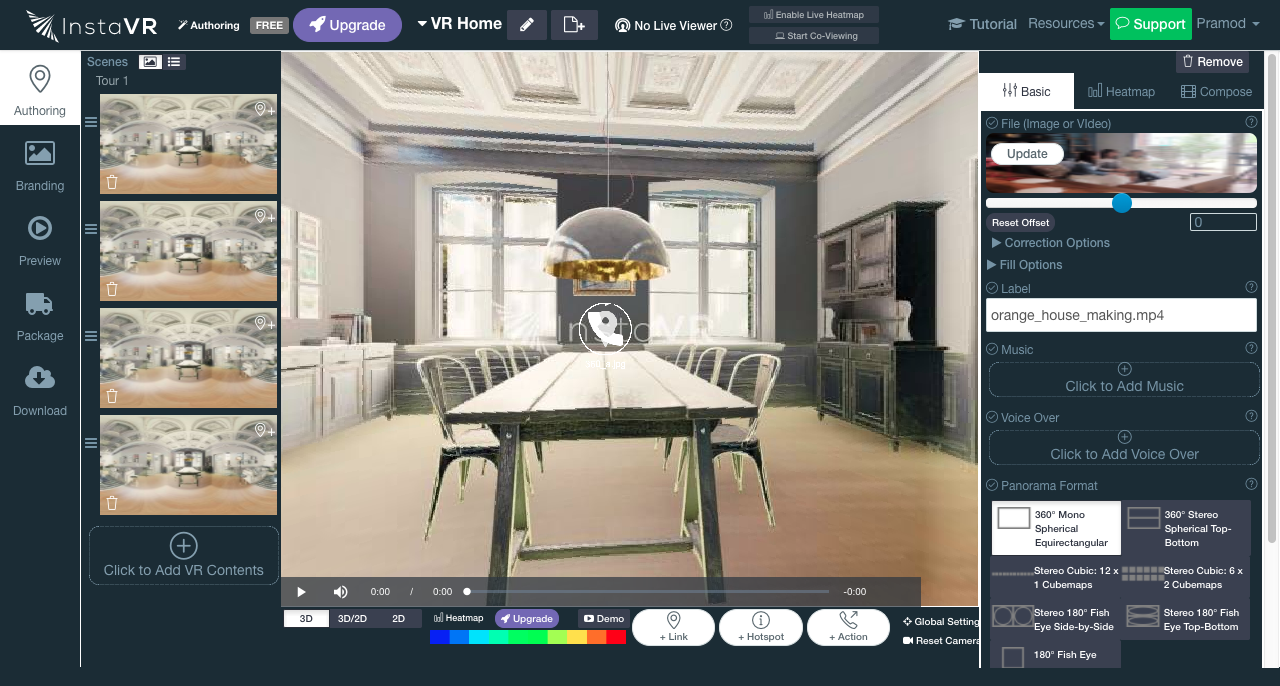 InstaVR
Authoring
FREE
Upgrade
VR Home
No Live Viewer
Enable Live Heatmap
Start Co-Viewing
Tutorial
Resources
Support
Pramod
Authoring
Branding
Preview
Package
Download
Scenes
Tour 1
Click to Add VR Contents
InstaVR
0:00
/
0:00
-0:00
3D
3D/2D
2D
Heatmap
Upgrade
Demo
+ Link
+ Hotspot
+ Action
Global Setting
Reset Camera
Remove
Basic
Heatmap
Compose
File (Image or VIdeo)
Update
Reset Offset
0
Correction Options
Fill Options
Label
orange_house_making.mp4
Music
Click to Add Music
Voice Over
Click to Add Voice Over
Panorama Format
360° Mono
Spherical
Equirectangular
360° Stereo
Spherical Top-
Bottom
Stereo Cubic: 12 x
1 Cubemaps
Stereo Cubic: 6 x
2 Cubemaps
Stereo 180° Fish
Eye Side-by-Side
Stereo 180° Fish
Eye Top-Bottom
180° Fish Eye